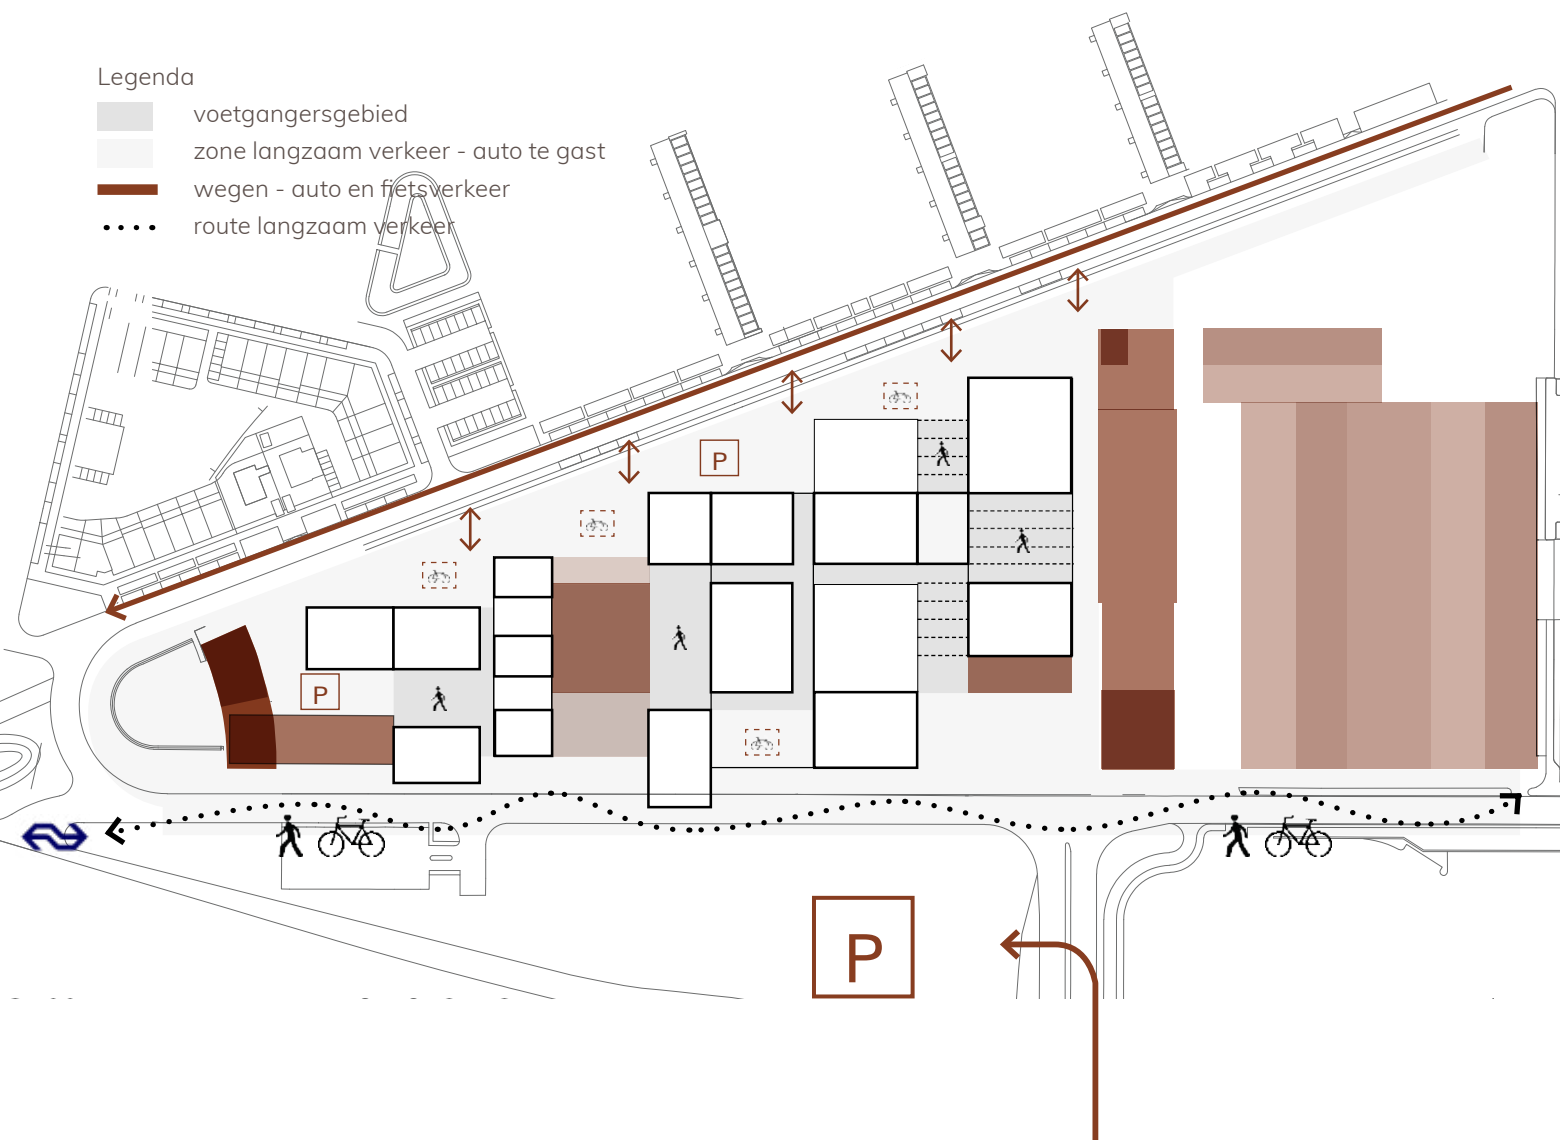 Legenda
voetgangersgebied
zone langzaam verkeer - auto te gast
wegen - auto en fietsverkeer
route langzaam verkeer
P
P
P